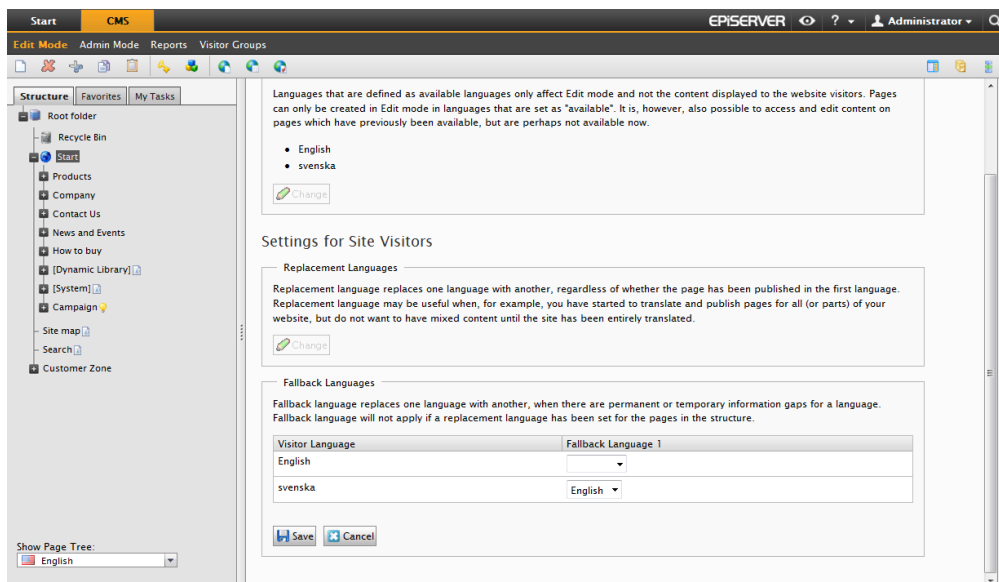 Start CMS EPiSERVER ? Administrator
Edit Mode Admin Mode Reports Visitor Groups
Structure Favorites My Tasks
Root folder
Recycle Bin
Start
Products
Company
Contact Us
News and Events
How to buy
[Dynamic Library]
[System]
Campaign
Site map
Search
Customer Zone
Show Page Tree:
English
Languages that are defined as available languages only affect Edit mode and not the content displayed to the website visitors. Pages
can only be created in Edit mode in languages that are set as "available". It is, however, also possible to access and edit content on
pages which have previously been available, but are perhaps not available now.
• English
• svenska
Change
Settings for Site Visitors
Replacement Languages
Replacement language replaces one language with another, regardless of whether the page has been published in the first language.
Replacement language may be useful when, for example, you have started to translate and publish pages for all (or parts) of your
website, but do not want to have mixed content until the site has been entirely translated.
Change
Fallback Languages
Fallback language replaces one language with another, when there are permanent or temporary information gaps for a language.
Fallback language will not apply if a replacement language has been set for the pages in the structure.
Visitor Language Fallback Language 1
English
svenska English
Save Cancel